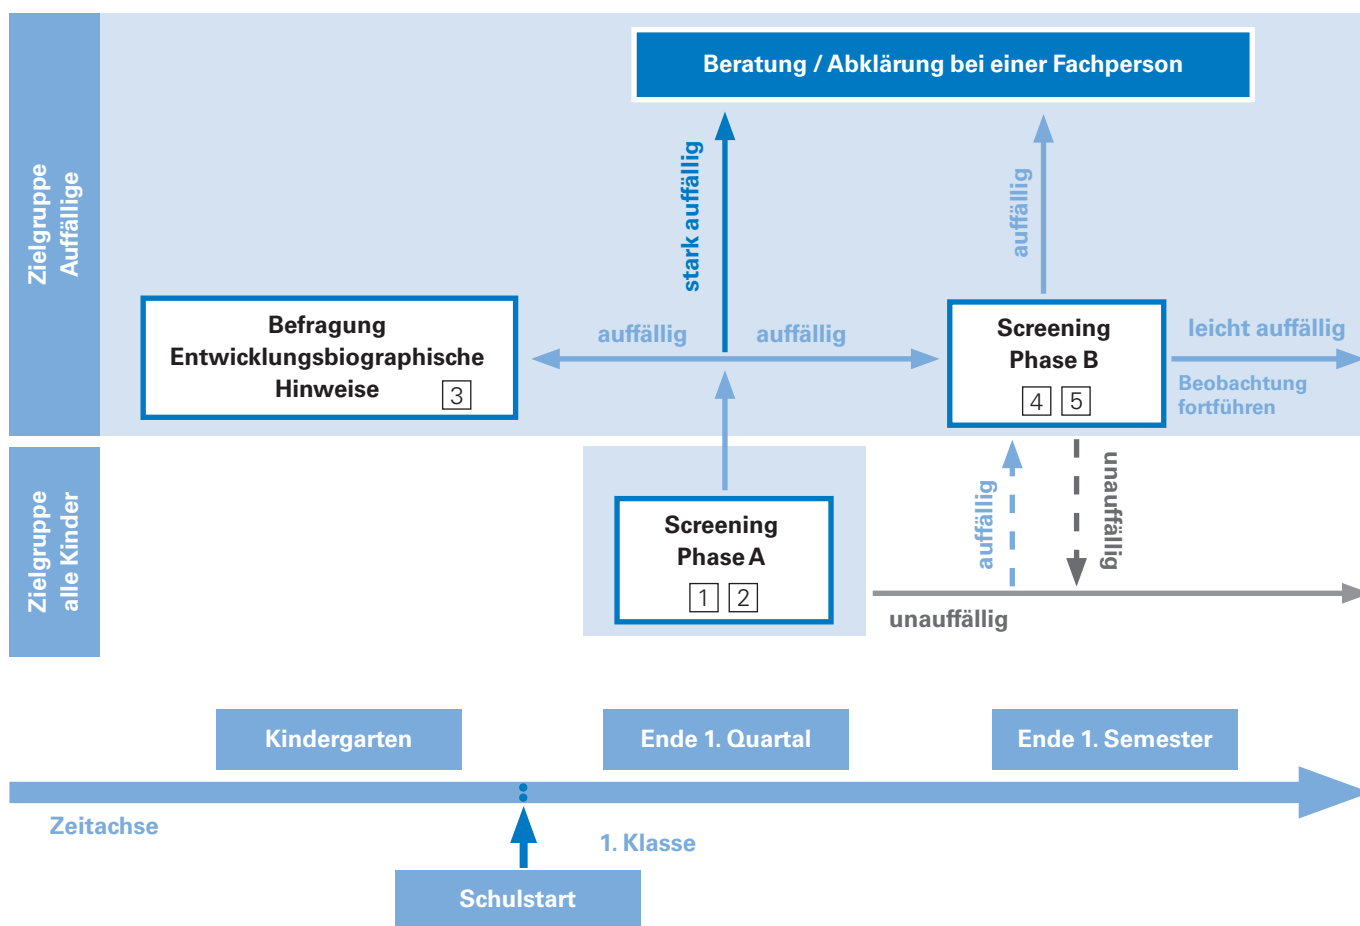 Beratung / Abklärung bei einer Fachperson
Zielgruppe
Auffällige
stark auffällig
auffällig
Befragung
Entwicklungsbiographische
Hinweise 3
auffällig
auffällig
Screening
Phase B
4 5
leicht auffällig
Beobachtung
fortführen
Zielgruppe
alle Kinder
Screening
Phase A
1 2
auffällig
unauffällig
unauffällig
Kindergarten
Ende 1. Quartal
Ende 1. Semester
Zeitachse
1. Klasse
Schulstart